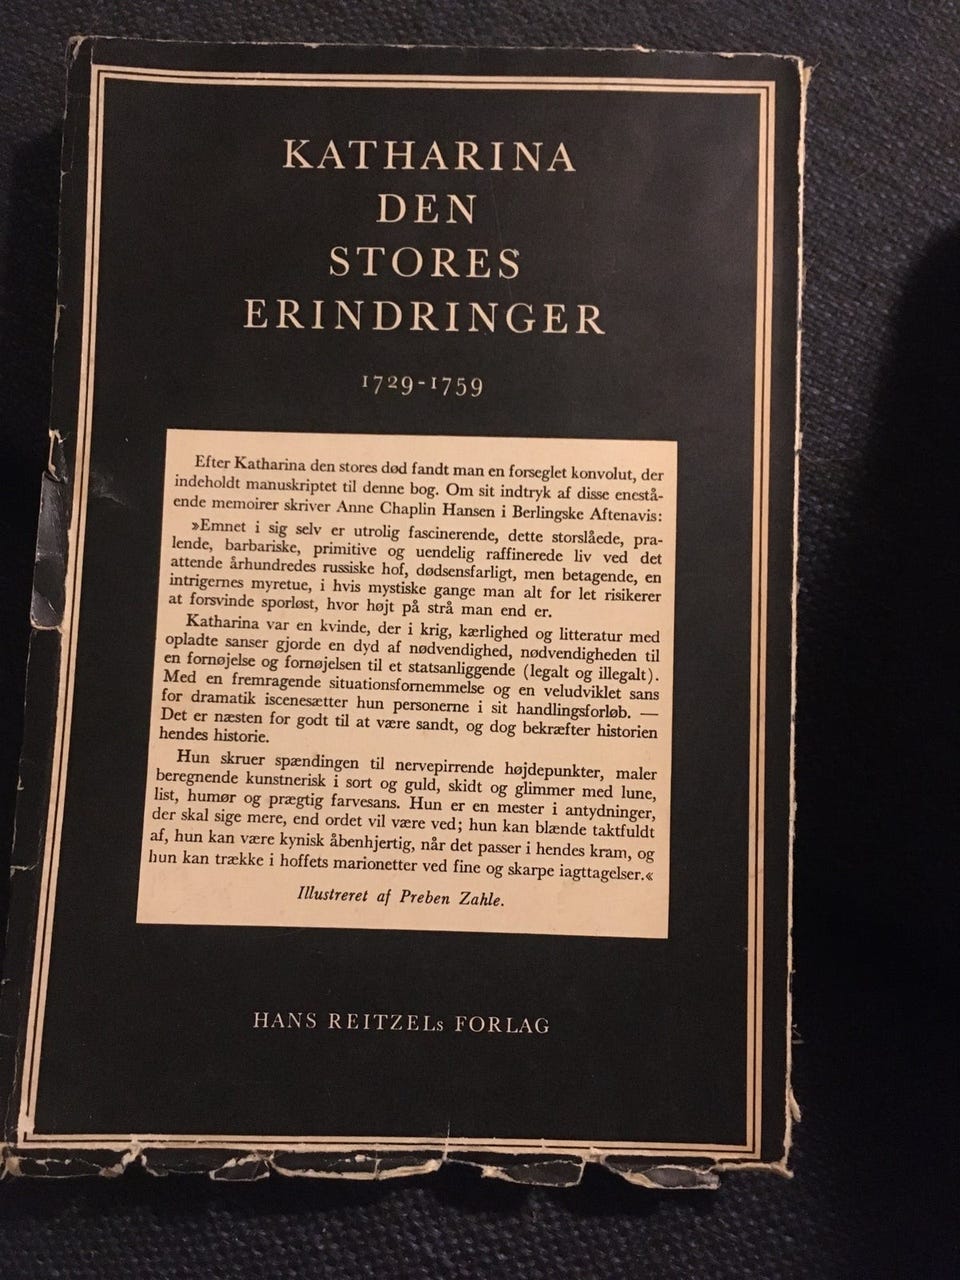 KATHARINA
DEN
STORES
ERINDRINGER
1729-1759
Efter Katharina den stores død fandt man en forseglet konvolut, der
indeholdt manuskriptet til denne bog. Om sit indtryk af disse enestå-
ende memoirer skriver Anne Chaplin Hansen i Berlingske Aftenavis:
»Emnet i sig selv er utrolig fascinerende, dette storslåede, pra-
lende, barbariske, primitive og uendelig raffinerede liv ved det
attende århundredes russiske hof, dødsensfarligt, men betagende, en
intrigernes myretue, i hvis mystiske gange man alt for let risikerer
at forsvinde sporløst, hvor højt på strå man end er.
Katharina var en kvinde, der i krig, kærlighed og litteratur med
opladte sanser gjorde en dyd af nødvendighed, nødvendigheden til
en fornøjelse og fornøjelsen til et statsanliggende (legalt og illegalt).
Med en fremragende situationsfornemmelse og en veludviklet sans
for dramatik iscenesætter hun personerne i sit handlingsforløb. —
Det er næsten for godt til at være sandt, og dog bekræfter historien
hendes historie.
Hun skruer spændingen til nervepirrende højdepunkter, maler
beregnende kunstnerisk i sort og guld, skidt og glimmer med lune,
list, humør og prægtig farvesans. Hun er en mester i antydninger,
der skal sige mere, end ordet vil være ved; hun kan blænde taktfuldt
af, hun kan være kynisk åbenhjertig, når det passer i hendes kram, og
hun kan trække i hoffets marionetter ved fine og skarpe iagttagelser.«
Illustreret af Preben Zahle.
HANS REITZELs FORLAG